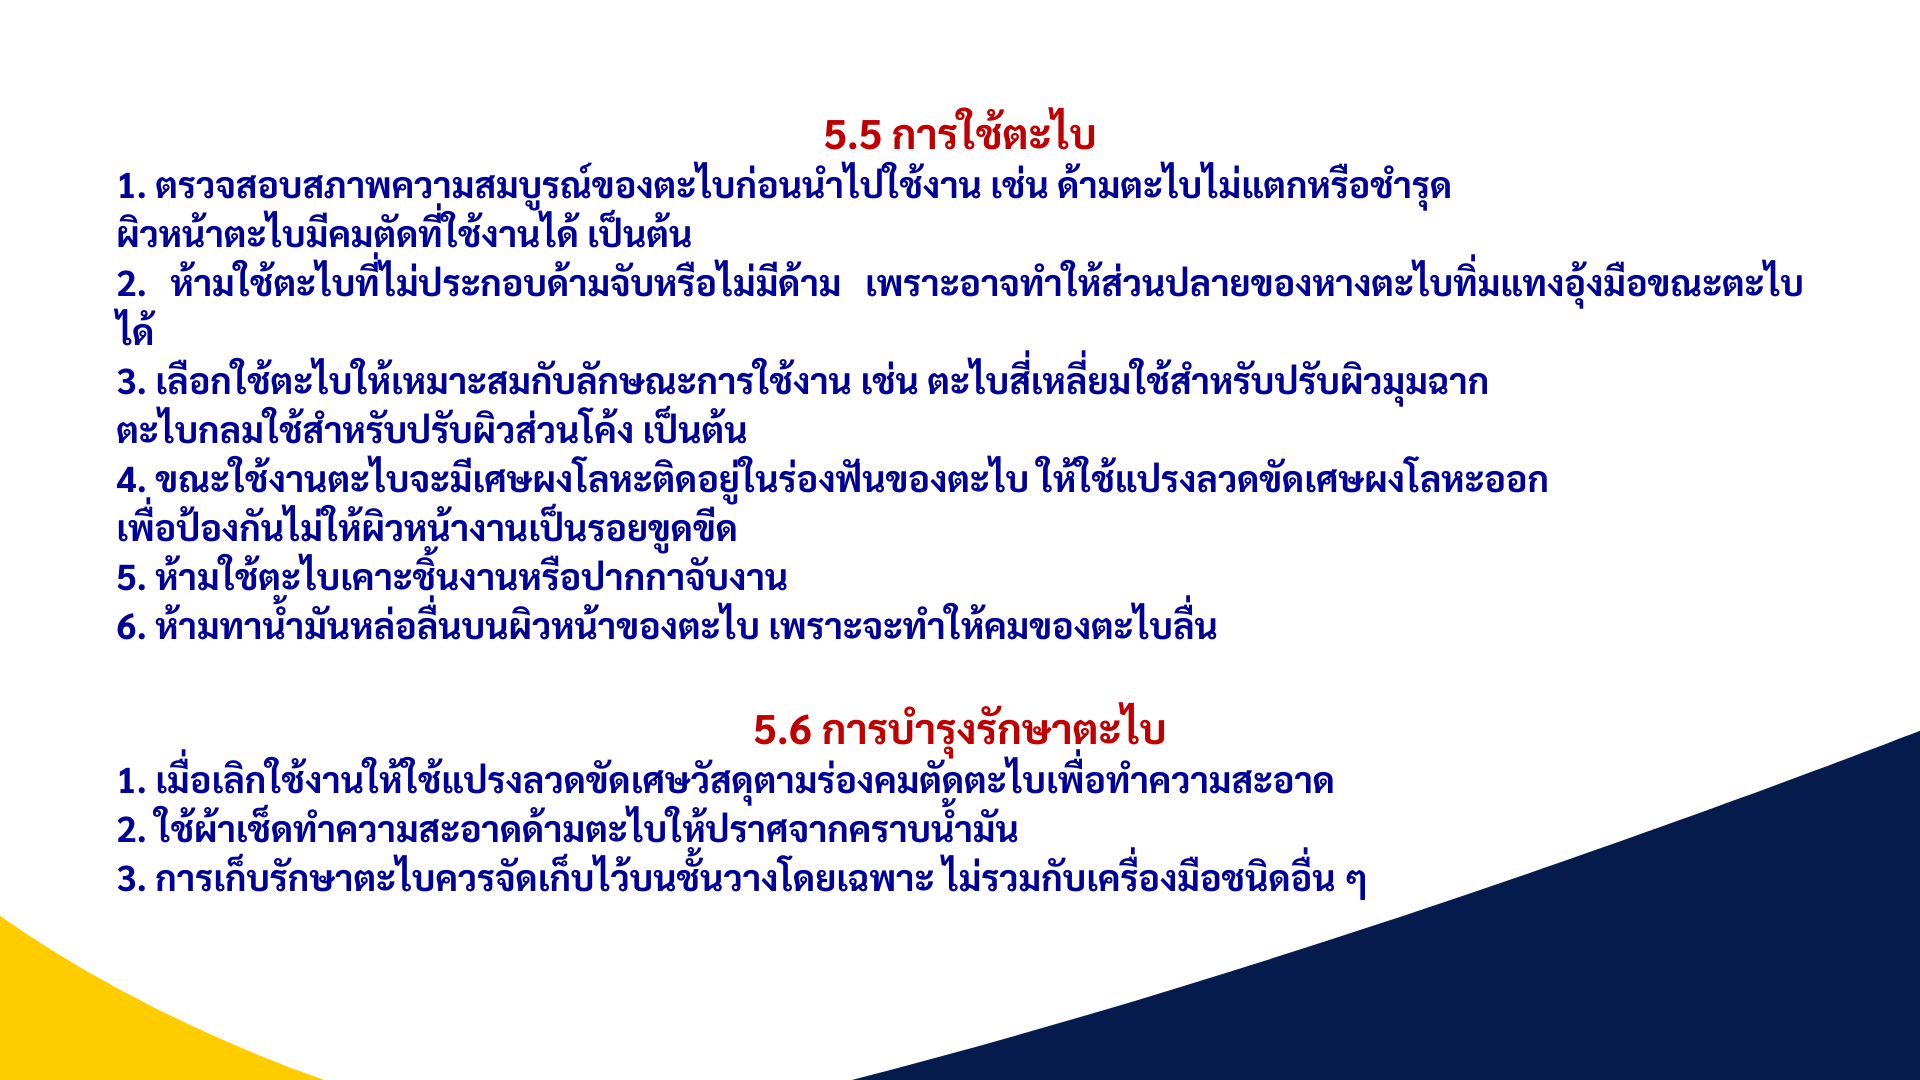 5.5 การใช้ตะไบ
1. ตรวจสอบสภาพความสมบูรณ์ของตะไบก่อนนำไปใช้งาน เช่น ด้ามตะไบไม่แตกหรือชำรุด
ผิวหน้าตะไบมีคมตัดที่ใช้งานได้ เป็นต้น
2. ห้ามใช้ตะไบที่ไม่ประกอบด้ามจับหรือไม่มีด้าม เพราะอาจทำให้ส่วนปลายของหางตะไบทิ่มแทงอุ้งมือขณะตะไบ
ได้
3. เลือกใช้ตะไบให้เหมาะสมกับลักษณะการใช้งาน เช่น ตะไบสี่เหลี่ยมใช้สำหรับปรับผิวมุมฉาก
ตะไบกลมใช้สำหรับปรับผิวส่วนโค้ง เป็นต้น
4. ขณะใช้งานตะไบจะมีเศษผงโลหะติดอยู่ในร่องฟันของตะไบ ให้ใช้แปรงลวดขัดเศษผงโลหะออก
เพื่อป้องกันไม่ให้ผิวหน้างานเป็นรอยขูดขีด
5. ห้ามใช้ตะไบเคาะชิ้นงานหรือปากกาจับงาน
6. ห้ามทาน้ำมันหล่อลื่นบนผิวหน้าของตะไบ เพราะจะทำให้คมของตะไบลื่น
5.6 การบำรุงรักษาตะไบ
1. เมื่อเลิกใช้งานให้ใช้แปรงลวดขัดเศษวัสดุตามร่องคมตัดตะไบเพื่อทำความสะอาด
2. ใช้ผ้าเช็ดทำความสะอาดด้ามตะไบให้ปราศจากคราบน้ำมัน
3. การเก็บรักษาตะไบควรจัดเก็บไว้บนชั้นวางโดยเฉพาะ ไม่รวมกับเครื่องมือชนิดอื่น ๆ